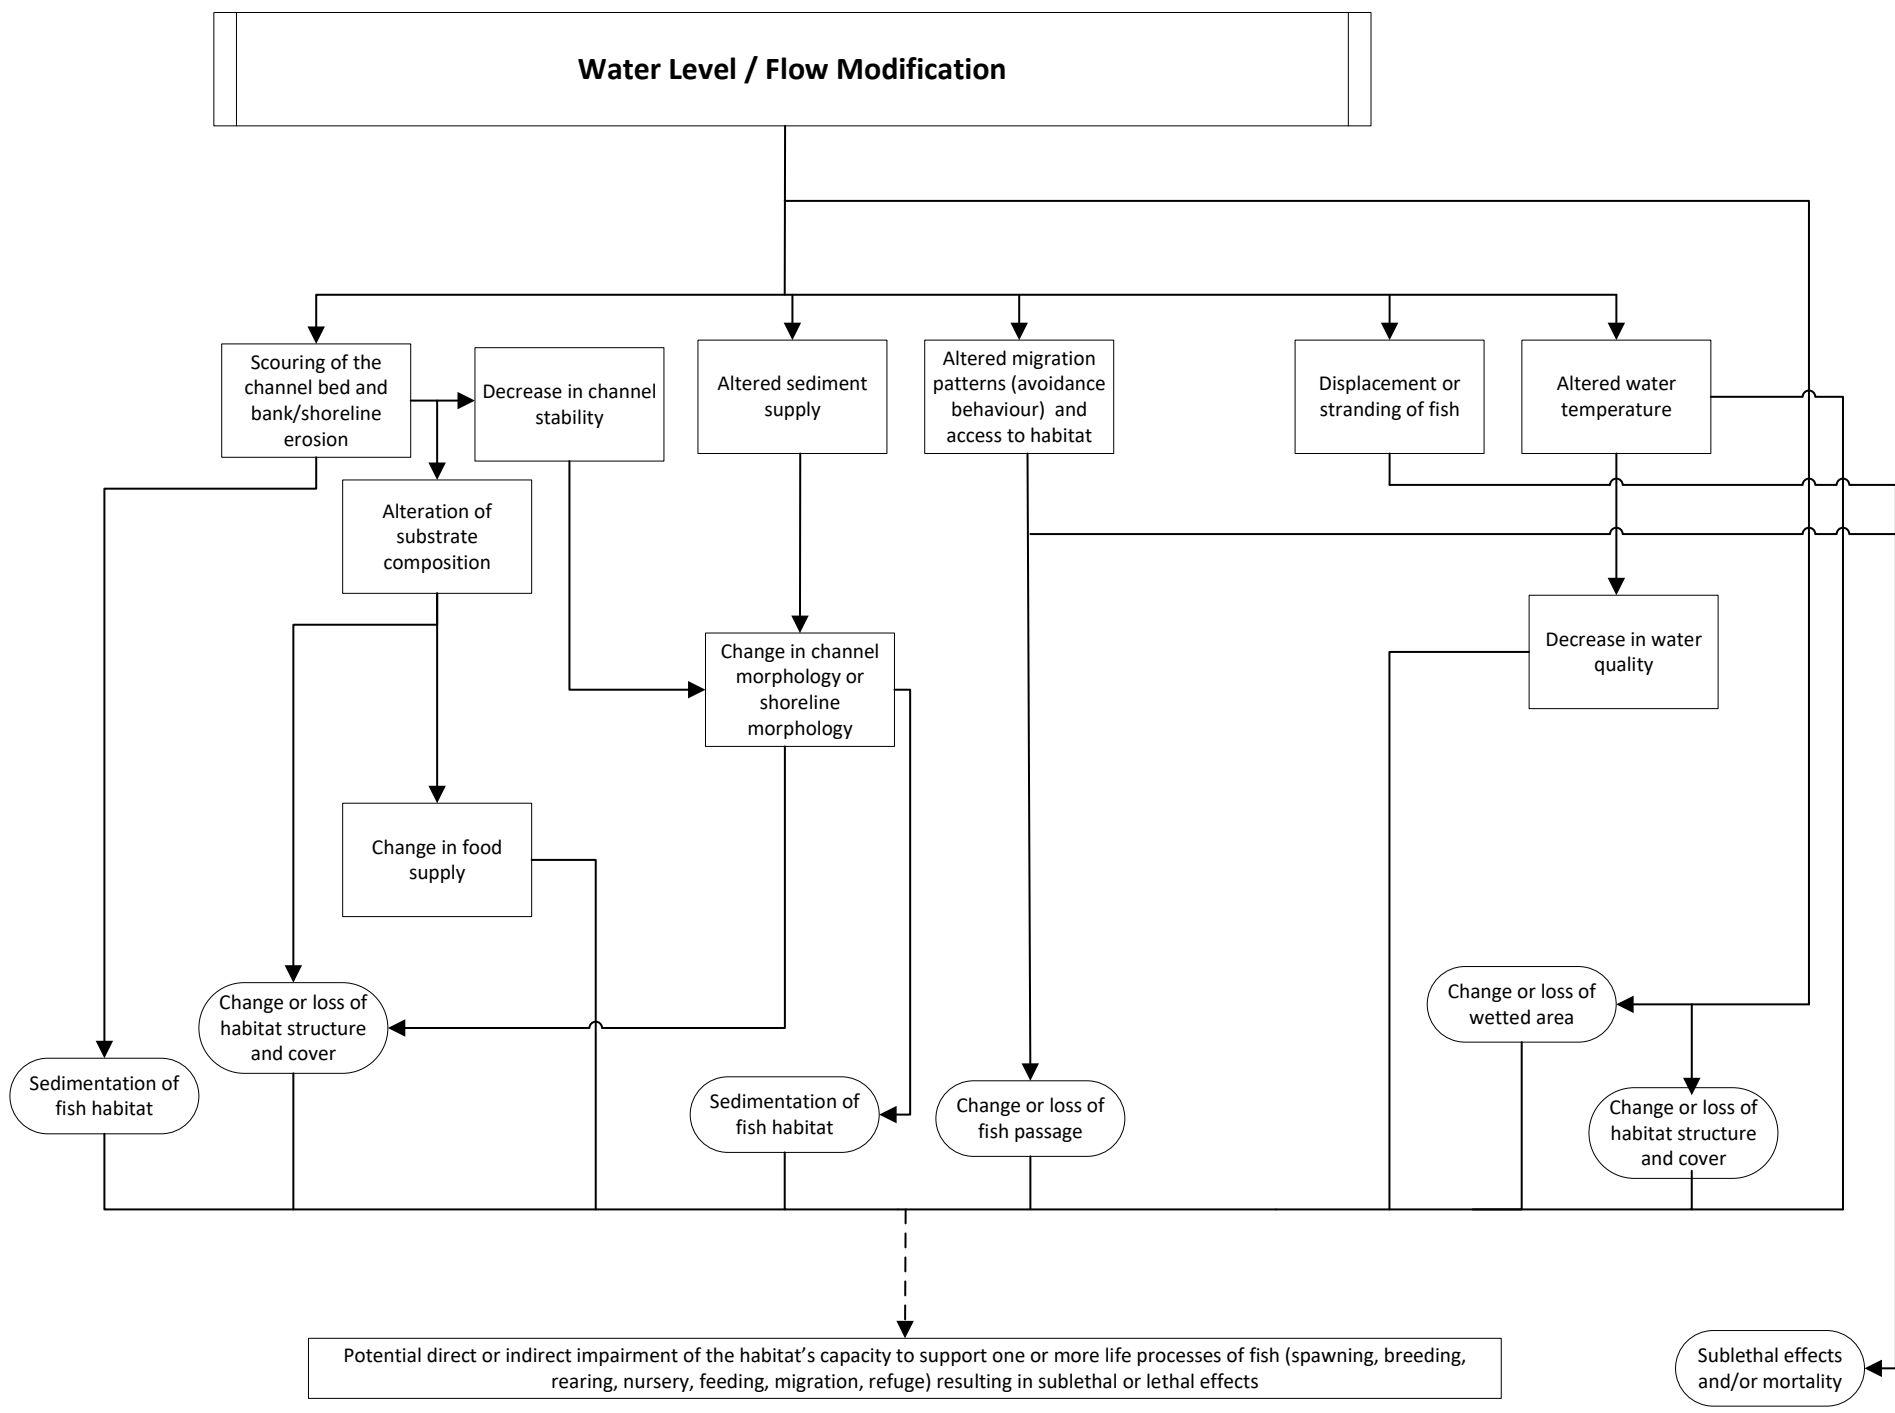 Water Level / Flow Modification
Scouring of the
channel bed and
bank/shoreline
erosion
Decrease in channel
stability
Altered sediment
supply
Altered migration
patterns (avoidance
behaviour)  and
access to habitat
Displacement or
stranding of fish
Altered water
temperature
Alteration of
substrate
composition
Decrease in water
quality
Change in channel
morphology or
shoreline
morphology
Change in food
supply
Change or loss of
habitat structure
and cover
Change or loss of
wetted area
Sedimentation of
fish habitat
Sedimentation of
fish habitat
Change or loss of
fish passage
Change or loss of
habitat structure
and cover
Potential direct or indirect impairment of the habitat’s capacity to support one or more life processes of fish (spawning, breeding,
rearing, nursery, feeding, migration, refuge) resulting in sublethal or lethal effects
Sublethal effects
and/or mortality